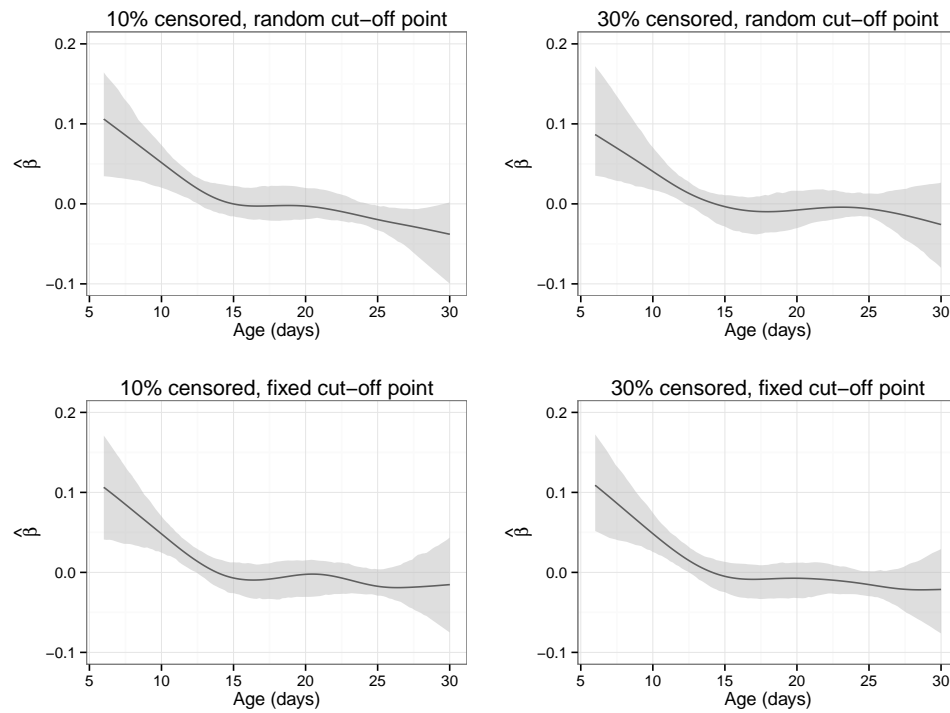 10% censored, random cut−off point
0.2
0.1
0.0
−0.1
β̂
5 10 15 20 25 30
Age (days)
30% censored, random cut−off point
0.2
0.1
0.0
−0.1
β̂
5 10 15 20 25 30
Age (days)
10% censored, fixed cut−off point
0.2
0.1
0.0
−0.1
β̂
5 10 15 20 25 30
Age (days)
30% censored, fixed cut−off point
0.2
0.1
0.0
−0.1
β̂
5 10 15 20 25 30
Age (days)